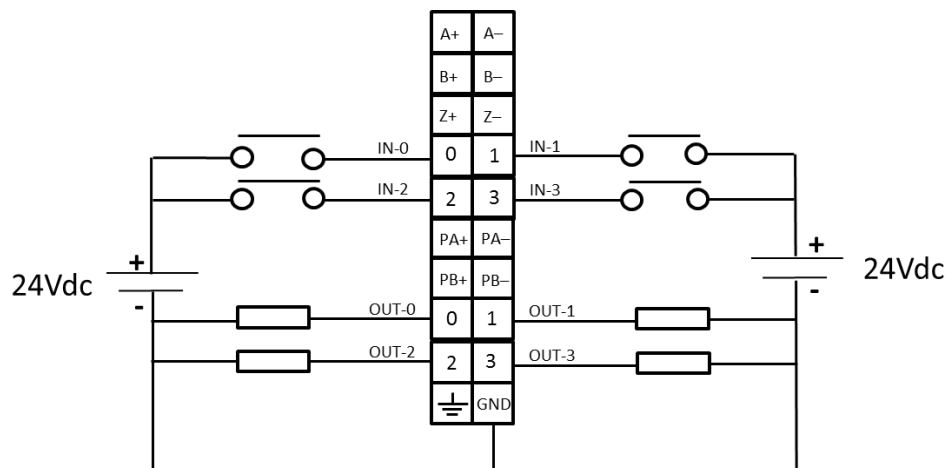 A+ A–
B+ B–
Z+ Z–
IN-0 0 1 IN-1
IN-2 2 3 IN-3
PA+ PA–
+ +
24Vdc PB+ PB– 24Vdc
- -
OUT-0 0 1 OUT-1
OUT-2 2 3 OUT-3
GND